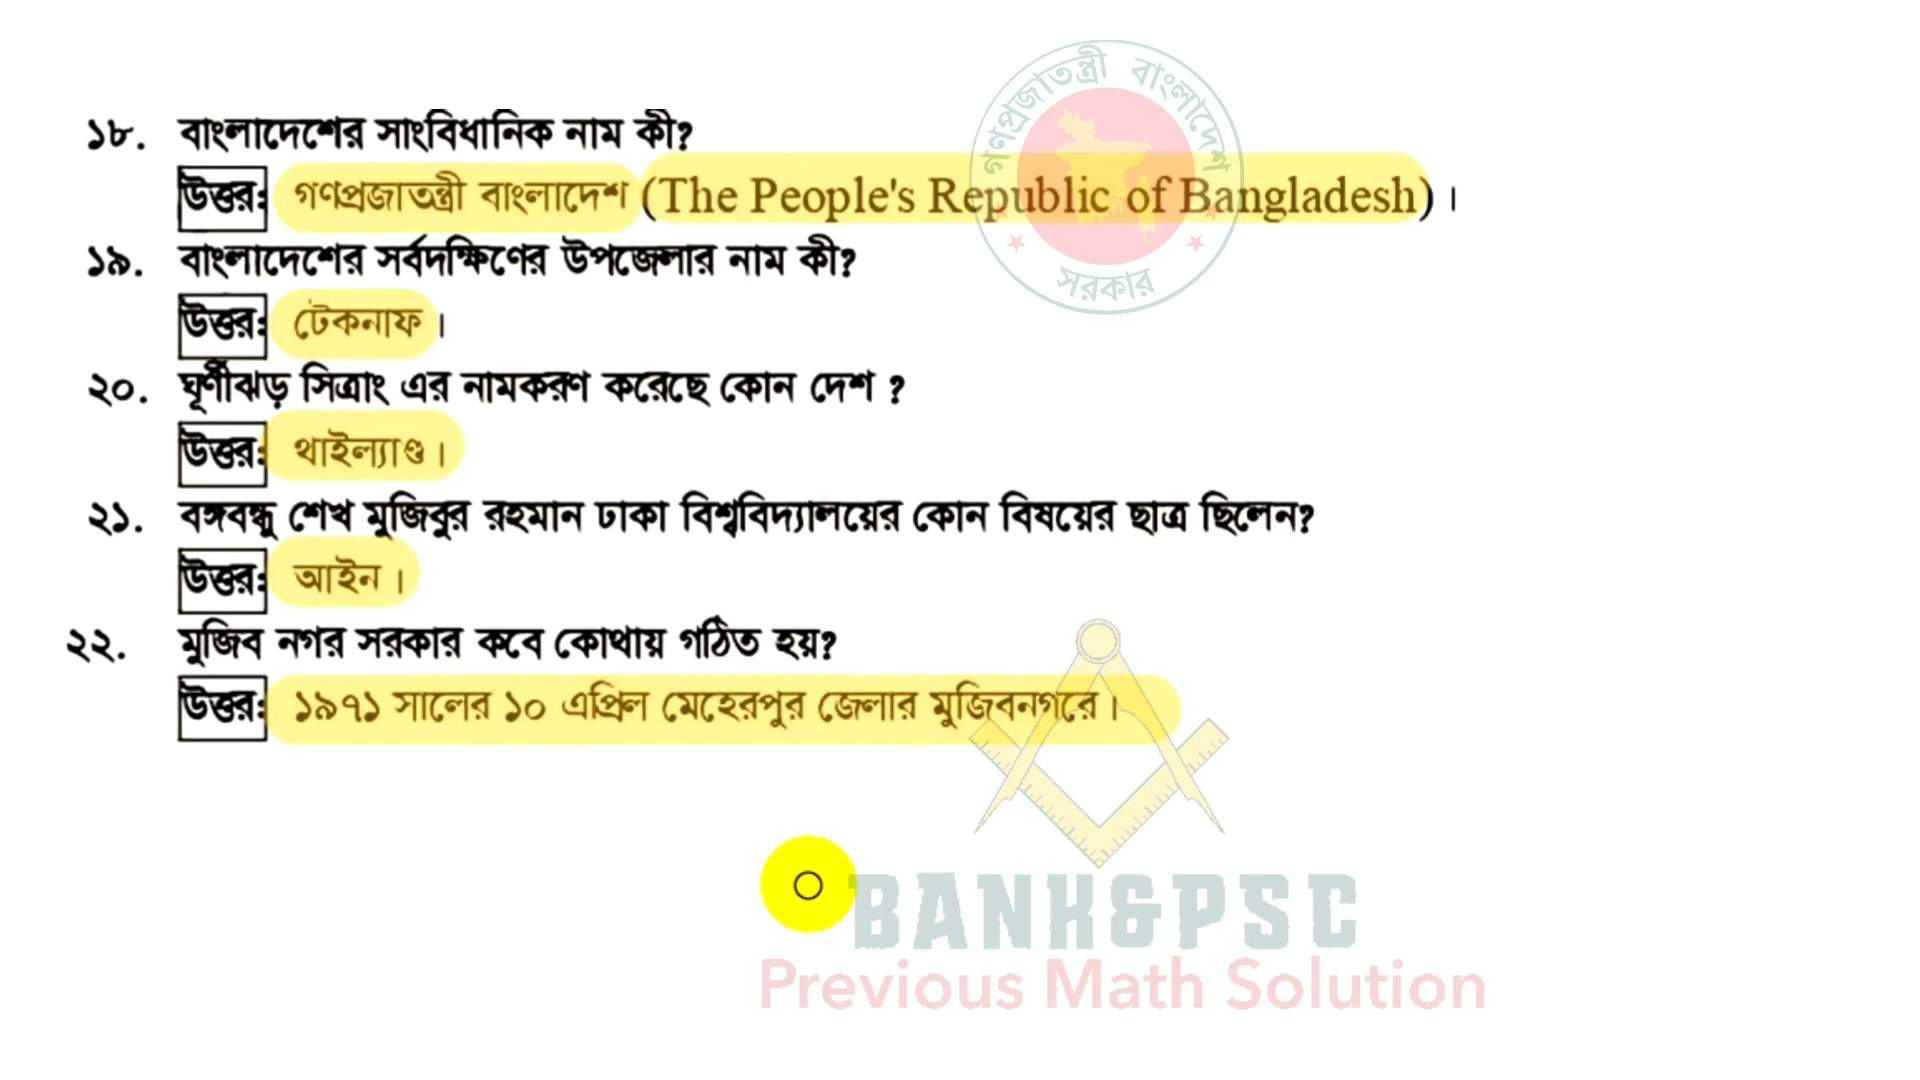 গণপ্রজাতন্ত্রী বাংলাদেশ
সরকার
১৮. বাংলাদেশের সাংবিধানিক নাম কী?
উত্তর: গণপ্রজাতন্ত্রী বাংলাদেশ (The People's Republic of Bangladesh) ।
১৯. বাংলাদেশের সর্বদক্ষিণের উপজেলার নাম কী?
উত্তর: টেকনাফ ।
২০. ঘূর্ণীঝড় সিত্রাং এর নামকরণ করেছে কোন দেশ ?
উত্তর: থাইল্যাণ্ড ।
২১. বঙ্গবন্ধু শেখ মুজিবুর রহমান ঢাকা বিশ্ববিদ্যালয়ের কোন বিষয়ের ছাত্র ছিলেন?
উত্তর: আইন ।
২২. মুজিব নগর সরকার কবে কোথায় গঠিত হয়?
উত্তর: ১৯৭১ সালের ১০ এপ্রিল মেহেরপুর জেলার মুজিবনগরে ।
BANK&PSC
Previous Math Solution